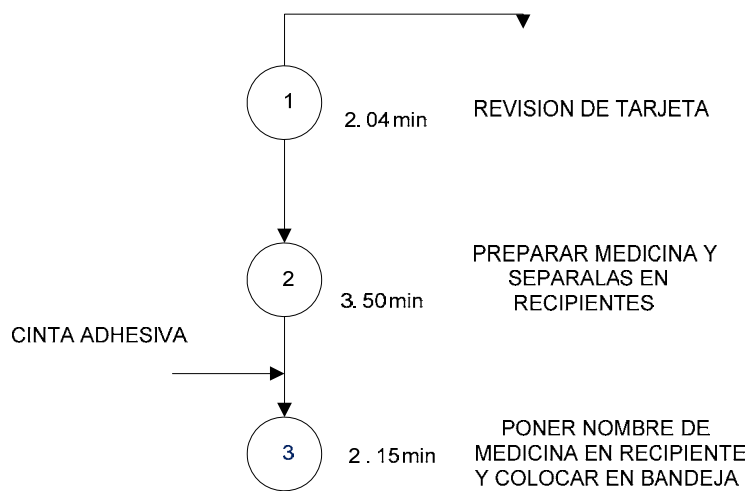 1
2. 04 min
REVISION DE TARJETA
2
3. 50 min
PREPARAR MEDICINA Y
SEPARALAS EN
RECIPIENTES
CINTA ADHESIVA
3
2 . 15 min
PONER NOMBRE DE
MEDICINA EN RECIPIENTE
Y COLOCAR EN BANDEJA